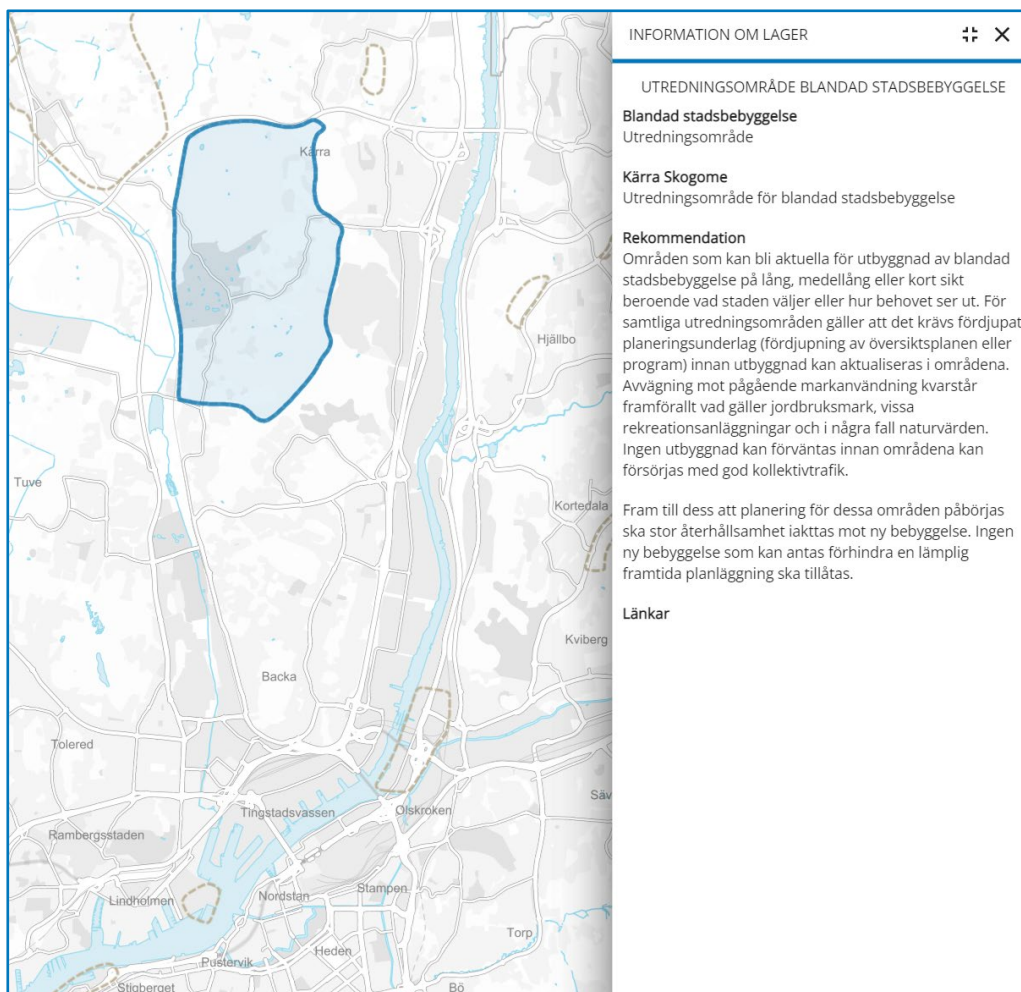 Kärra
Hjällbo
Tuve
Kortedala
Kviberg
Backa
Tolered
Säv
Tingstadsvassen
Olskroken
Rambergsstaden
Lindholmen
Nordstan
Stampen
Torp
Heden
Pustervik
Stigberget
Bö
INFORMATION OM LAGER
UTREDNINGSOMRÅDE BLANDAD STADSBEBYGGELSE
Blandad stadsbebyggelse
Utredningsområde
Kärra Skogome
Utredningsområde för blandad stadsbebyggelse
Rekommendation
Områden som kan bli aktuella för utbyggnad av blandad
stadsbebyggelse på lång, medellång eller kort sikt
beroende vad staden väljer eller hur behovet ser ut. För
samtliga utredningsområden gäller att det krävs fördjupat
planeringsunderlag (fördjupning av översiktsplanen eller
program) innan utbyggnad kan aktualiseras i områdena.
Avvägning mot pågående markanvändning kvarstår
framförallt vad gäller jordbruksmark, vissa
rekreationsanläggningar och i några fall naturvärden.
Ingen utbyggnad kan förväntas innan områdena kan
försörjas med god kollektivtrafik.
Fram till dess att planering för dessa områden påbörjas
ska stor återhållsamhet iakttas mot ny bebyggelse. Ingen
ny bebyggelse som kan antas förhindra en lämplig
framtida planläggning ska tillåtas.
Länkar